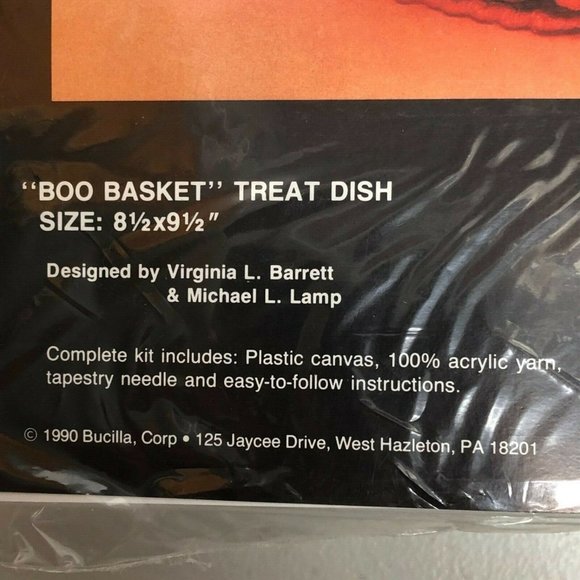 ‘‘BOO BASKET’’ TREAT DISH
SIZE: 8½x9½″
Designed by Virginia L. Barrett
& Michael L. Lamp
Complete kit includes: Plastic canvas, 100% acrylic yarn,
tapestry needle and easy-to-follow instructions.
© 1990 Bucilla, Corp • 125 Jaycee Drive, West Hazleton, PA 18201